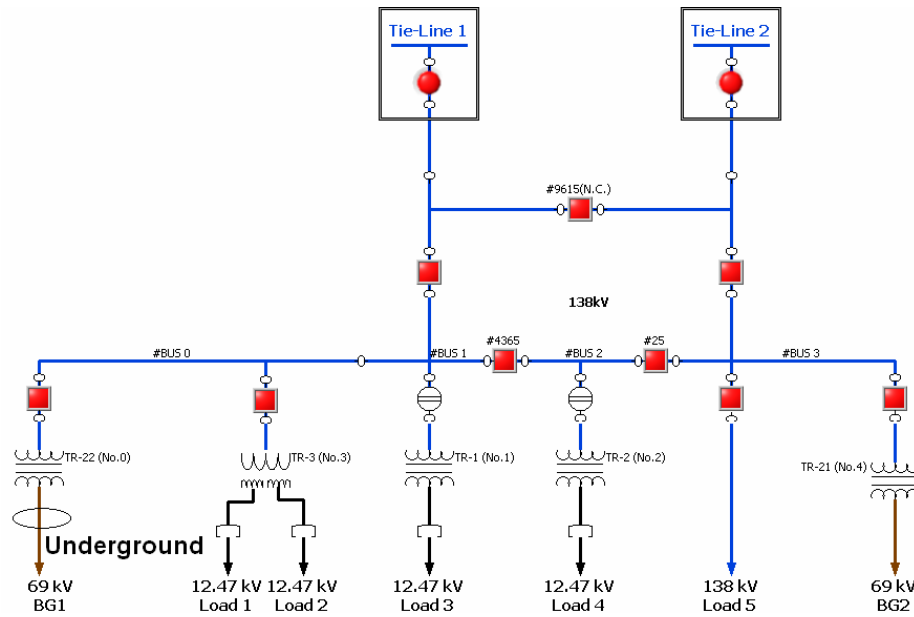 Tie-Line 1
Tie-Line 2
#9615(N.C.)
138kV
#BUS 0
#BUS 1
#4365
#BUS 2
#25
#BUS 3
TR-22 (No.0)
TR-3 (No.3)
TR-1 (No.1)
TR-2 (No.2)
TR-21 (No.4)
Underground
69 kV
BG1
12.47 kV
Load 1
12.47 kV
Load 2
12.47 kV
Load 3
12.47 kV
Load 4
138 kV
Load 5
69 kV
BG2